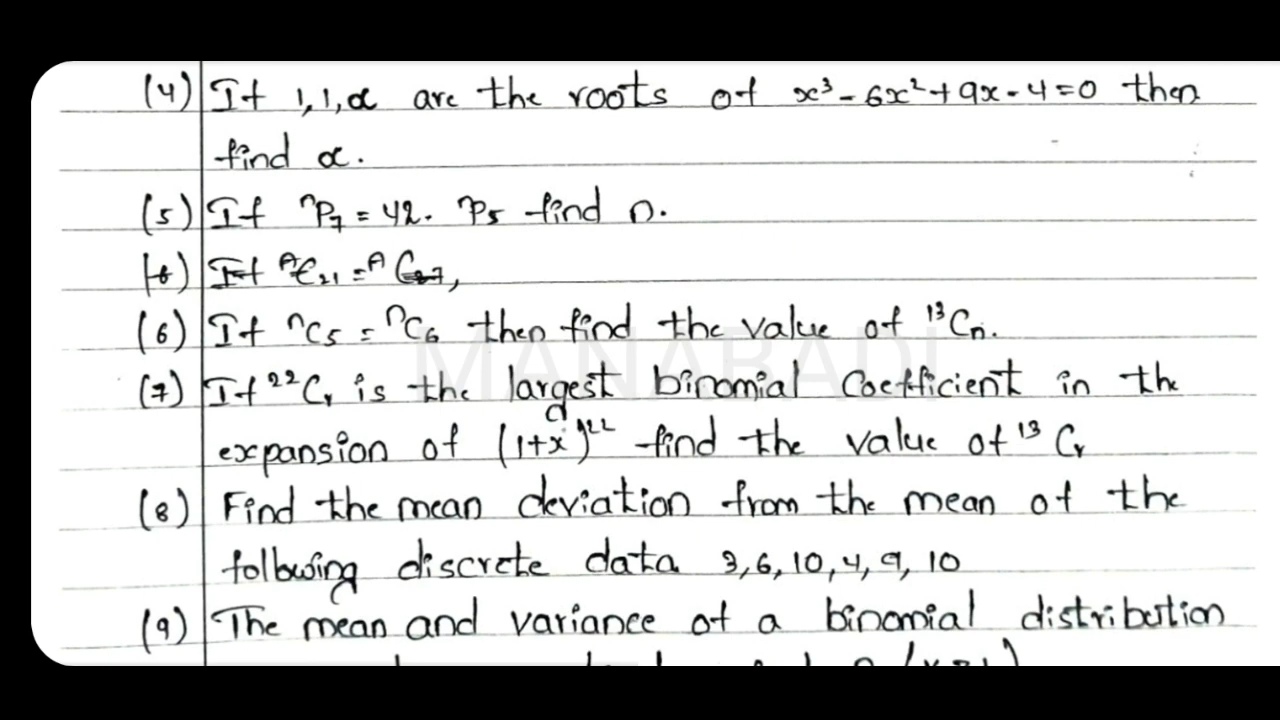 (4) If 1,1,α are the roots of x³-6x²+9x-4=0 then
find α.
(5) If ⁿP₇ = 42. ⁿP₅ find n.
(6) If ⁿC₅ = ⁿC₆ then find the value of ¹³Cₙ.
MANABADI
(7) If ²²Cᵣ is the largest binomial Coefficient in the
expansion of (1+x)²² find the value of ¹³Cᵣ
(8) Find the mean deviation from the mean of the
following discrete data 3,6,10,4,9,10
(9) The mean and variance of a binomial distribution